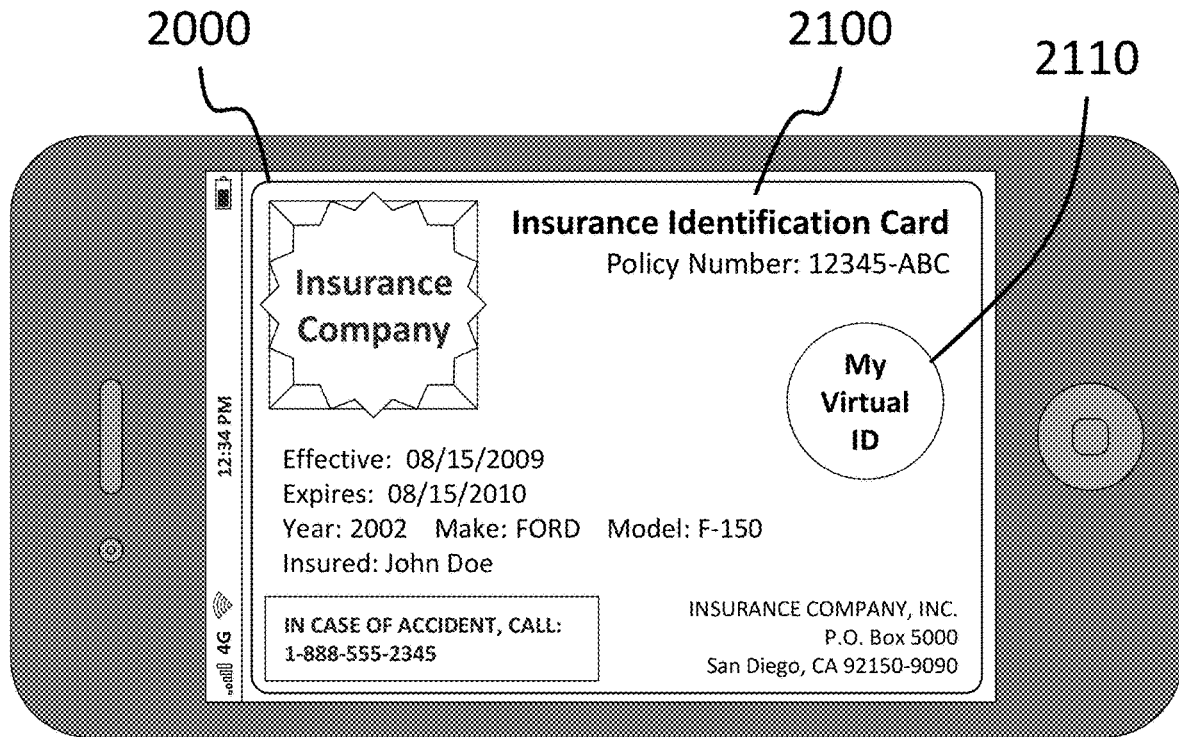 2000
2100
2110
Insurance Identification Card
Policy Number: 12345-ABC
Insurance
Company
My
Virtual
ID
12:34 PM
4G
Effective: 08/15/2009
Expires: 08/15/2010
Year: 2002 Make: FORD Model: F-150
Insured: John Doe
IN CASE OF ACCIDENT, CALL:
1-888-555-2345
INSURANCE COMPANY, INC.
P.O. Box 5000
San Diego, CA 92150-9090